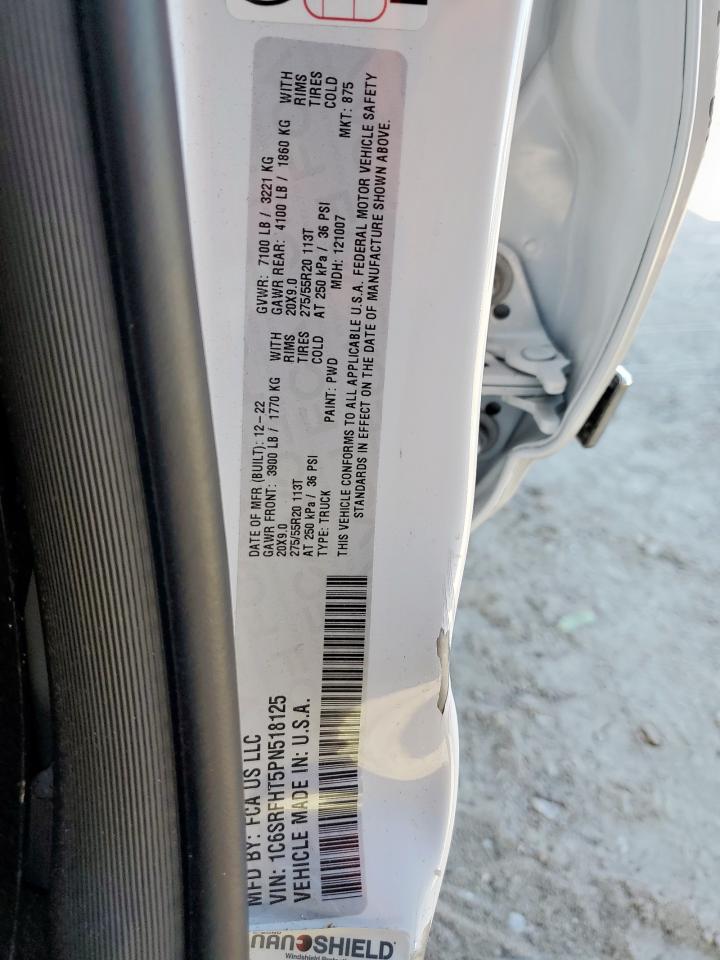 MFD BY: FCA US LLC
VIN: 1C6SRFHT5PN518125
VEHICLE MADE IN: U.S.A.
DATE OF MFR (BUILT): 12-22 GVWR: 7100 LB / 3221 KG
GAWR FRONT: 3900 LB / 1770 KG WITH GAWR REAR: 4100 LB / 1860 KG WITH
20X9.0 RIMS 20X9.0 RIMS
275/55R20 113T TIRES 275/55R20 113T TIRES
AT 250 kPa / 36 PSI COLD AT 250 kPa / 36 PSI COLD
TYPE: TRUCK PAINT: PWD MDH: 121007 MKT: 875
THIS VEHICLE CONFORMS TO ALL APPLICABLE U.S.A. FEDERAL MOTOR VEHICLE SAFETY
STANDARDS IN EFFECT ON THE DATE OF MANUFACTURE SHOWN ABOVE.
NANOSHIELD
Windshield